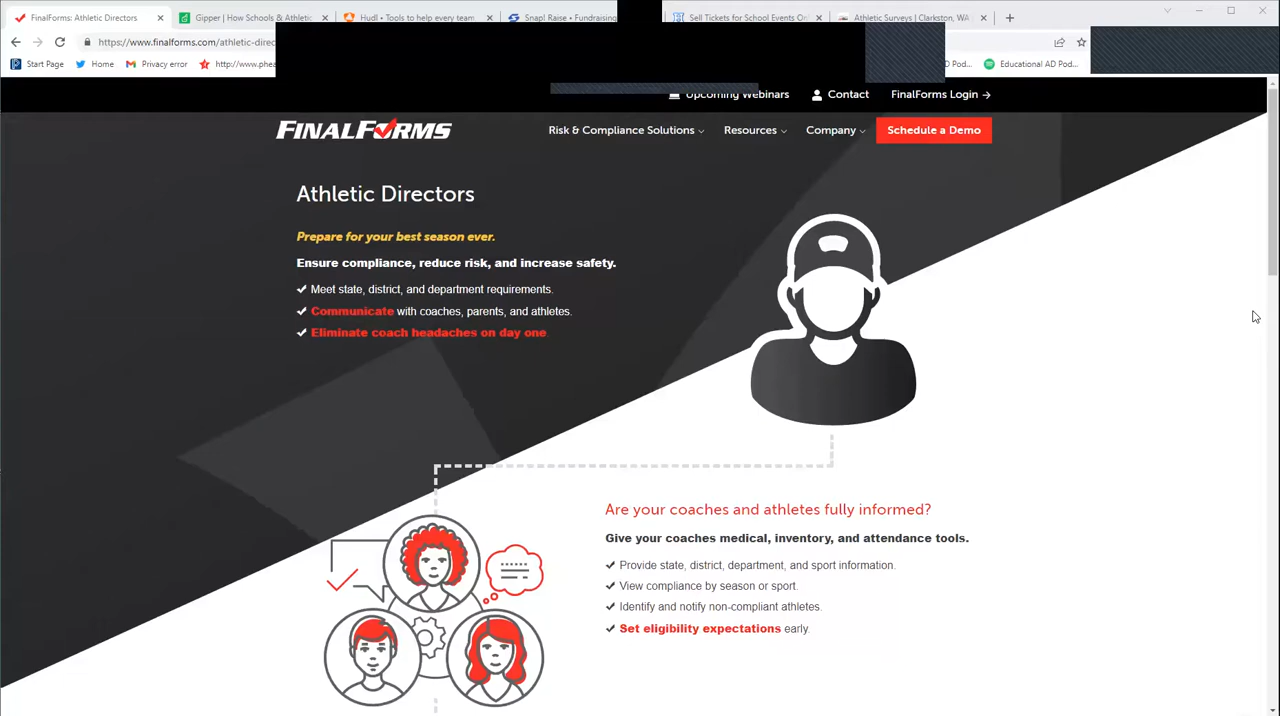 FinalForms: Athletic Directors
Gipper | How Schools & Athletic
Hudl • Tools to help every team
Snap! Raise • Fundraising
Sell Tickets for School Events On
Athletic Surveys | Clarkston, WA
https://www.finalforms.com/athletic-direc
Start Page
Home
Privacy error
http://www.phea
D Pod...
Educational AD Pod...
Upcoming Webinars
Contact
FinalForms Login →
FINALFORMS
Risk & Compliance Solutions
Resources
Company
Schedule a Demo
Athletic Directors
Prepare for your best season ever.
Ensure compliance, reduce risk, and increase safety.
Meet state, district, and department requirements.
Communicate with coaches, parents, and athletes.
Eliminate coach headaches on day one.
Are your coaches and athletes fully informed?
Give your coaches medical, inventory, and attendance tools.
Provide state, district, department, and sport information.
View compliance by season or sport.
Identify and notify non-compliant athletes.
Set eligibility expectations early.